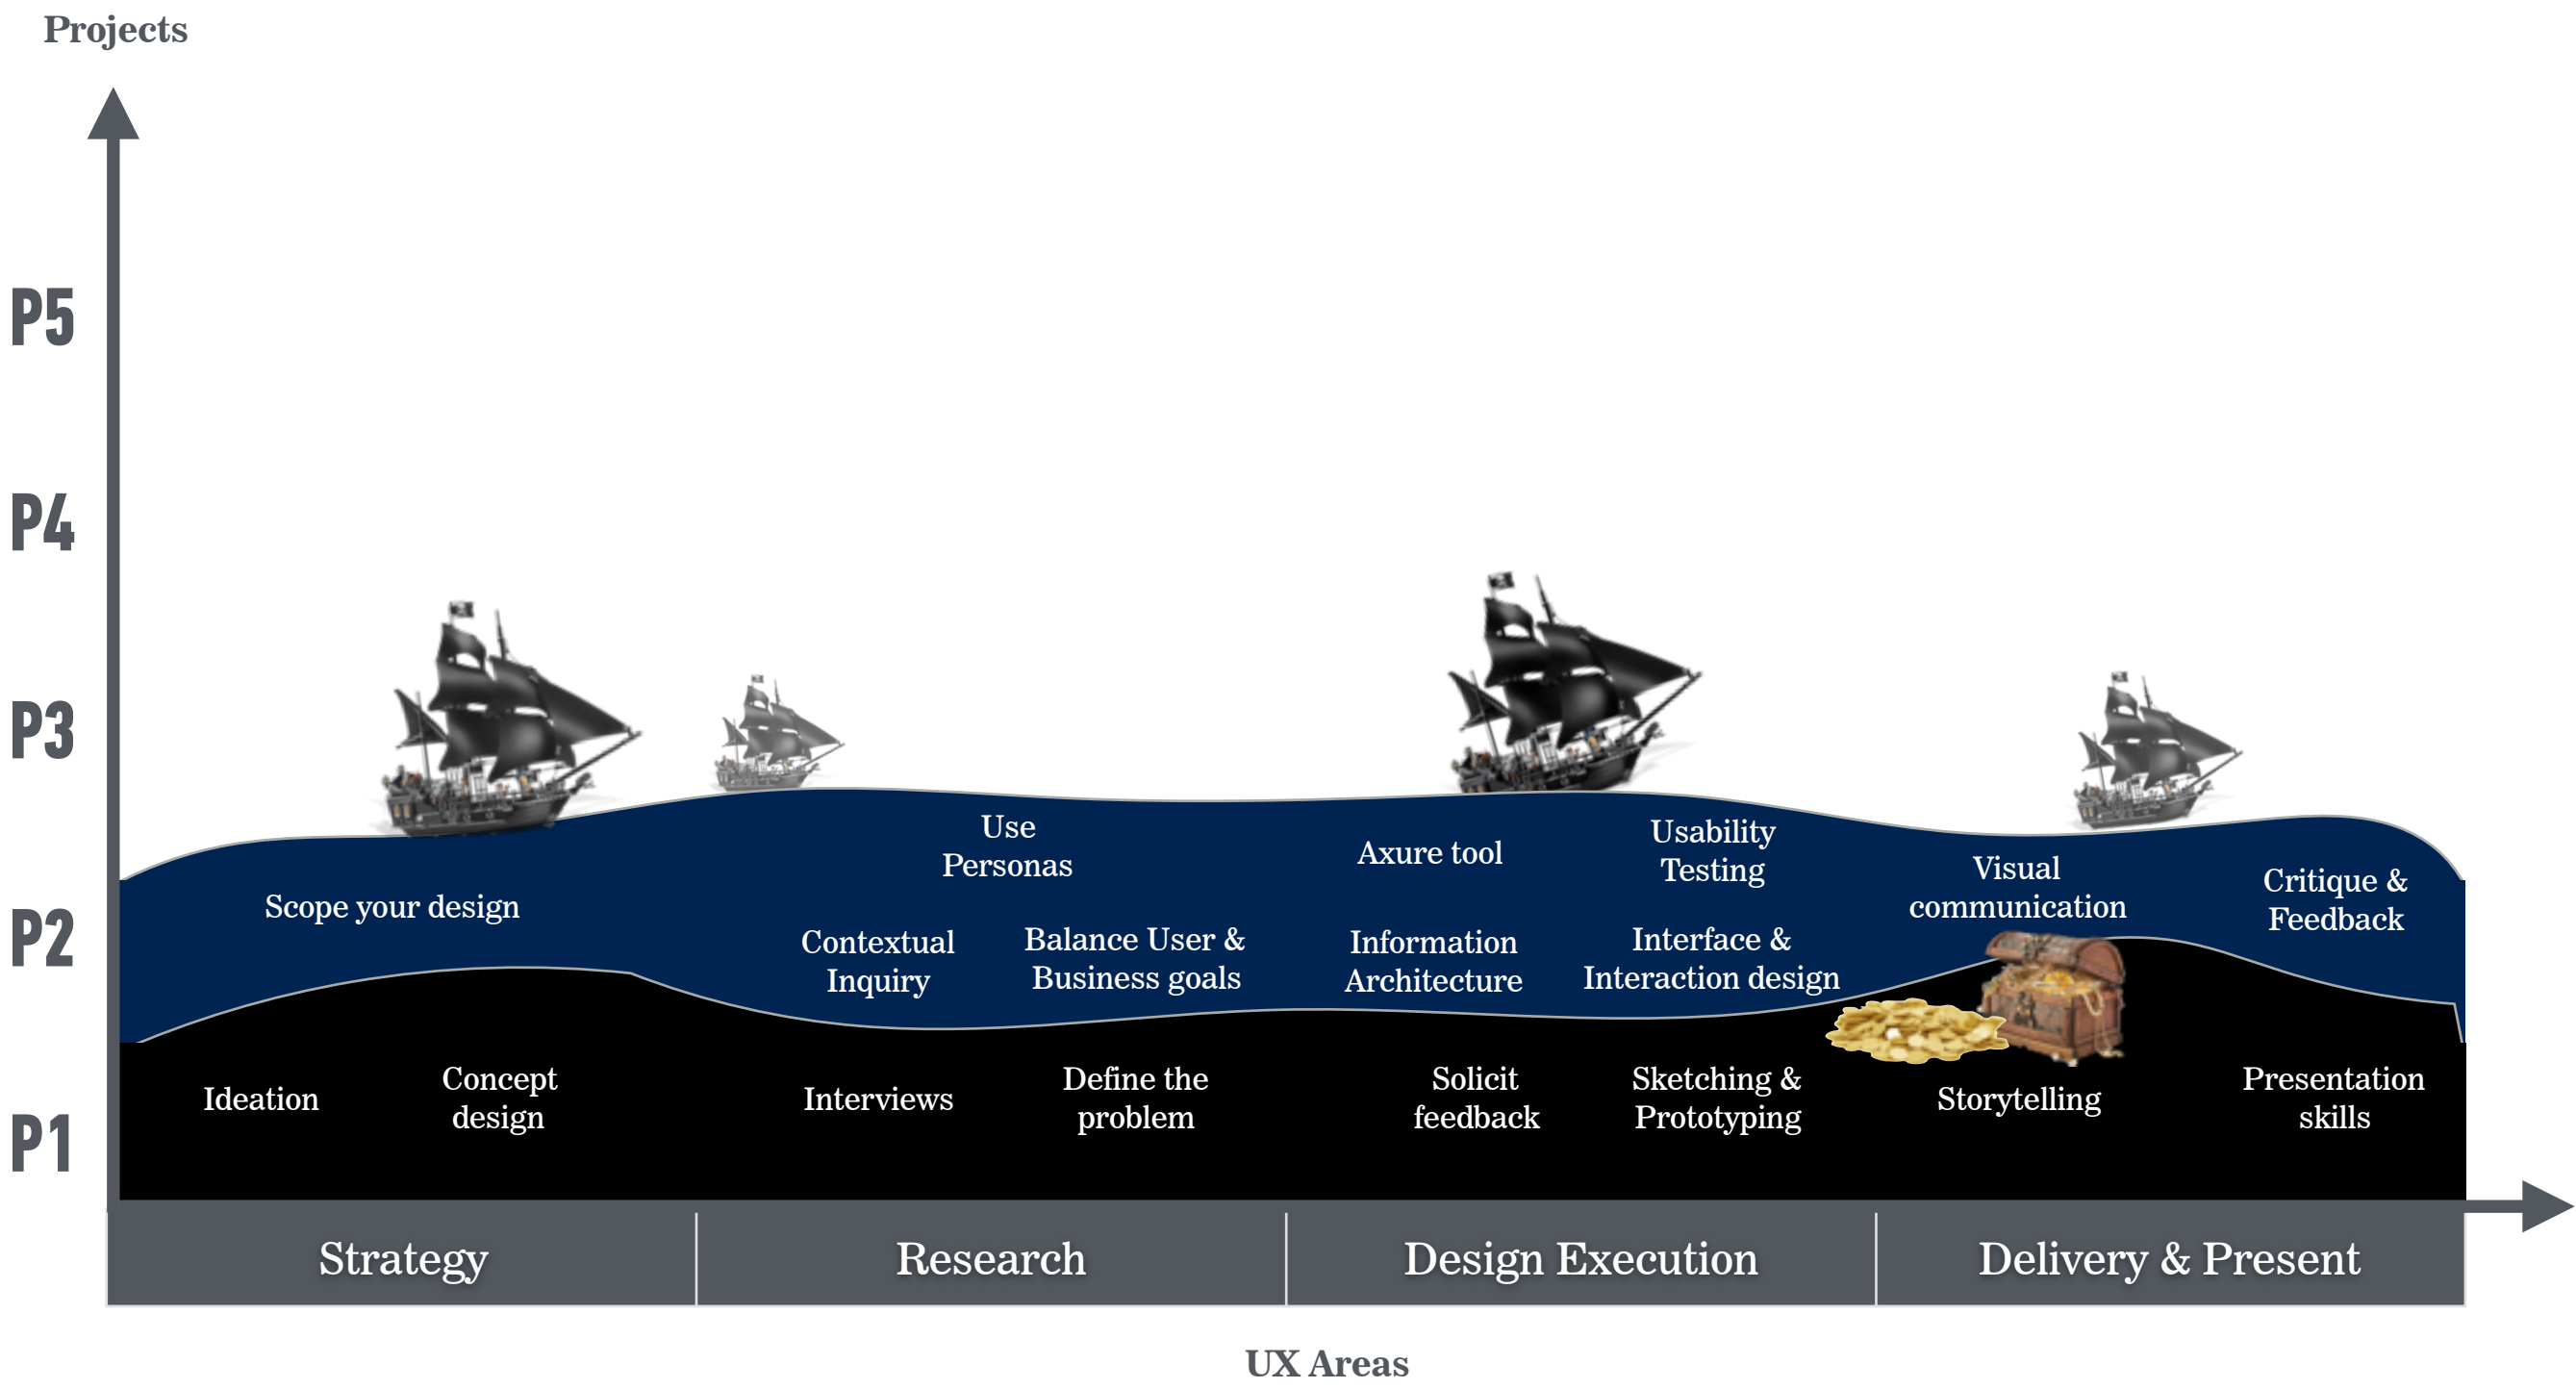 Projects
P5
P4
P3
P2
P1
Scope your design
Use
Personas
Contextual
Inquiry
Balance User &
Business goals
Axure tool
Usability
Testing
Information
Architecture
Interface &
Interaction design
Visual
communication
Critique &
Feedback
Ideation
Concept
design
Interviews
Define the
problem
Solicit
feedback
Sketching &
Prototyping
Storytelling
Presentation
skills
Strategy
Research
Design Execution
Delivery & Present
UX Areas